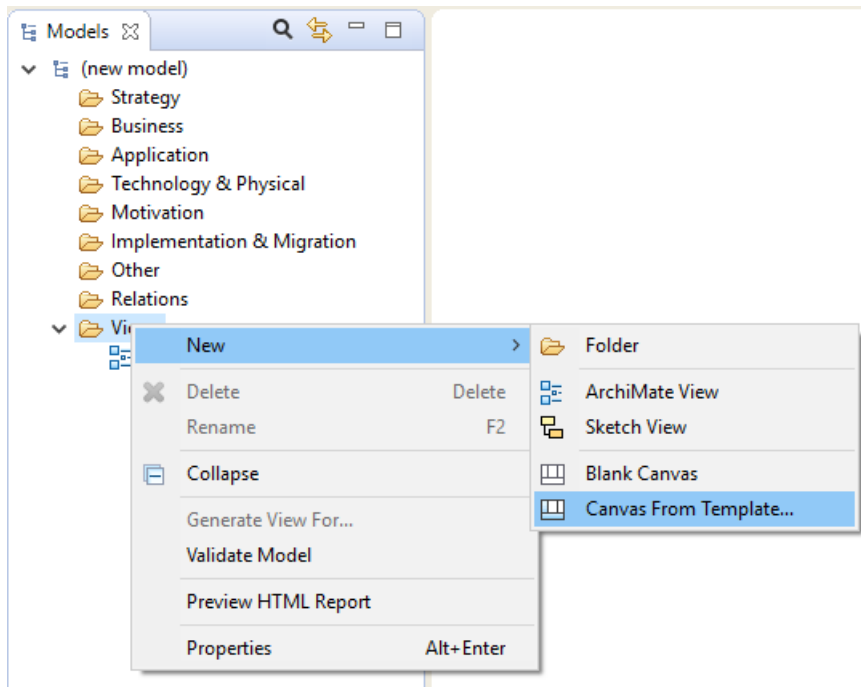 Models
(new model)
Strategy
Business
Application
Technology & Physical
Motivation
Implementation & Migration
Other
Relations
New
Delete Delete
Rename F2
Collapse
Generate View For...
Validate Model
Preview HTML Report
Properties Alt+Enter
Folder
ArchiMate View
Sketch View
Blank Canvas
Canvas From Template...